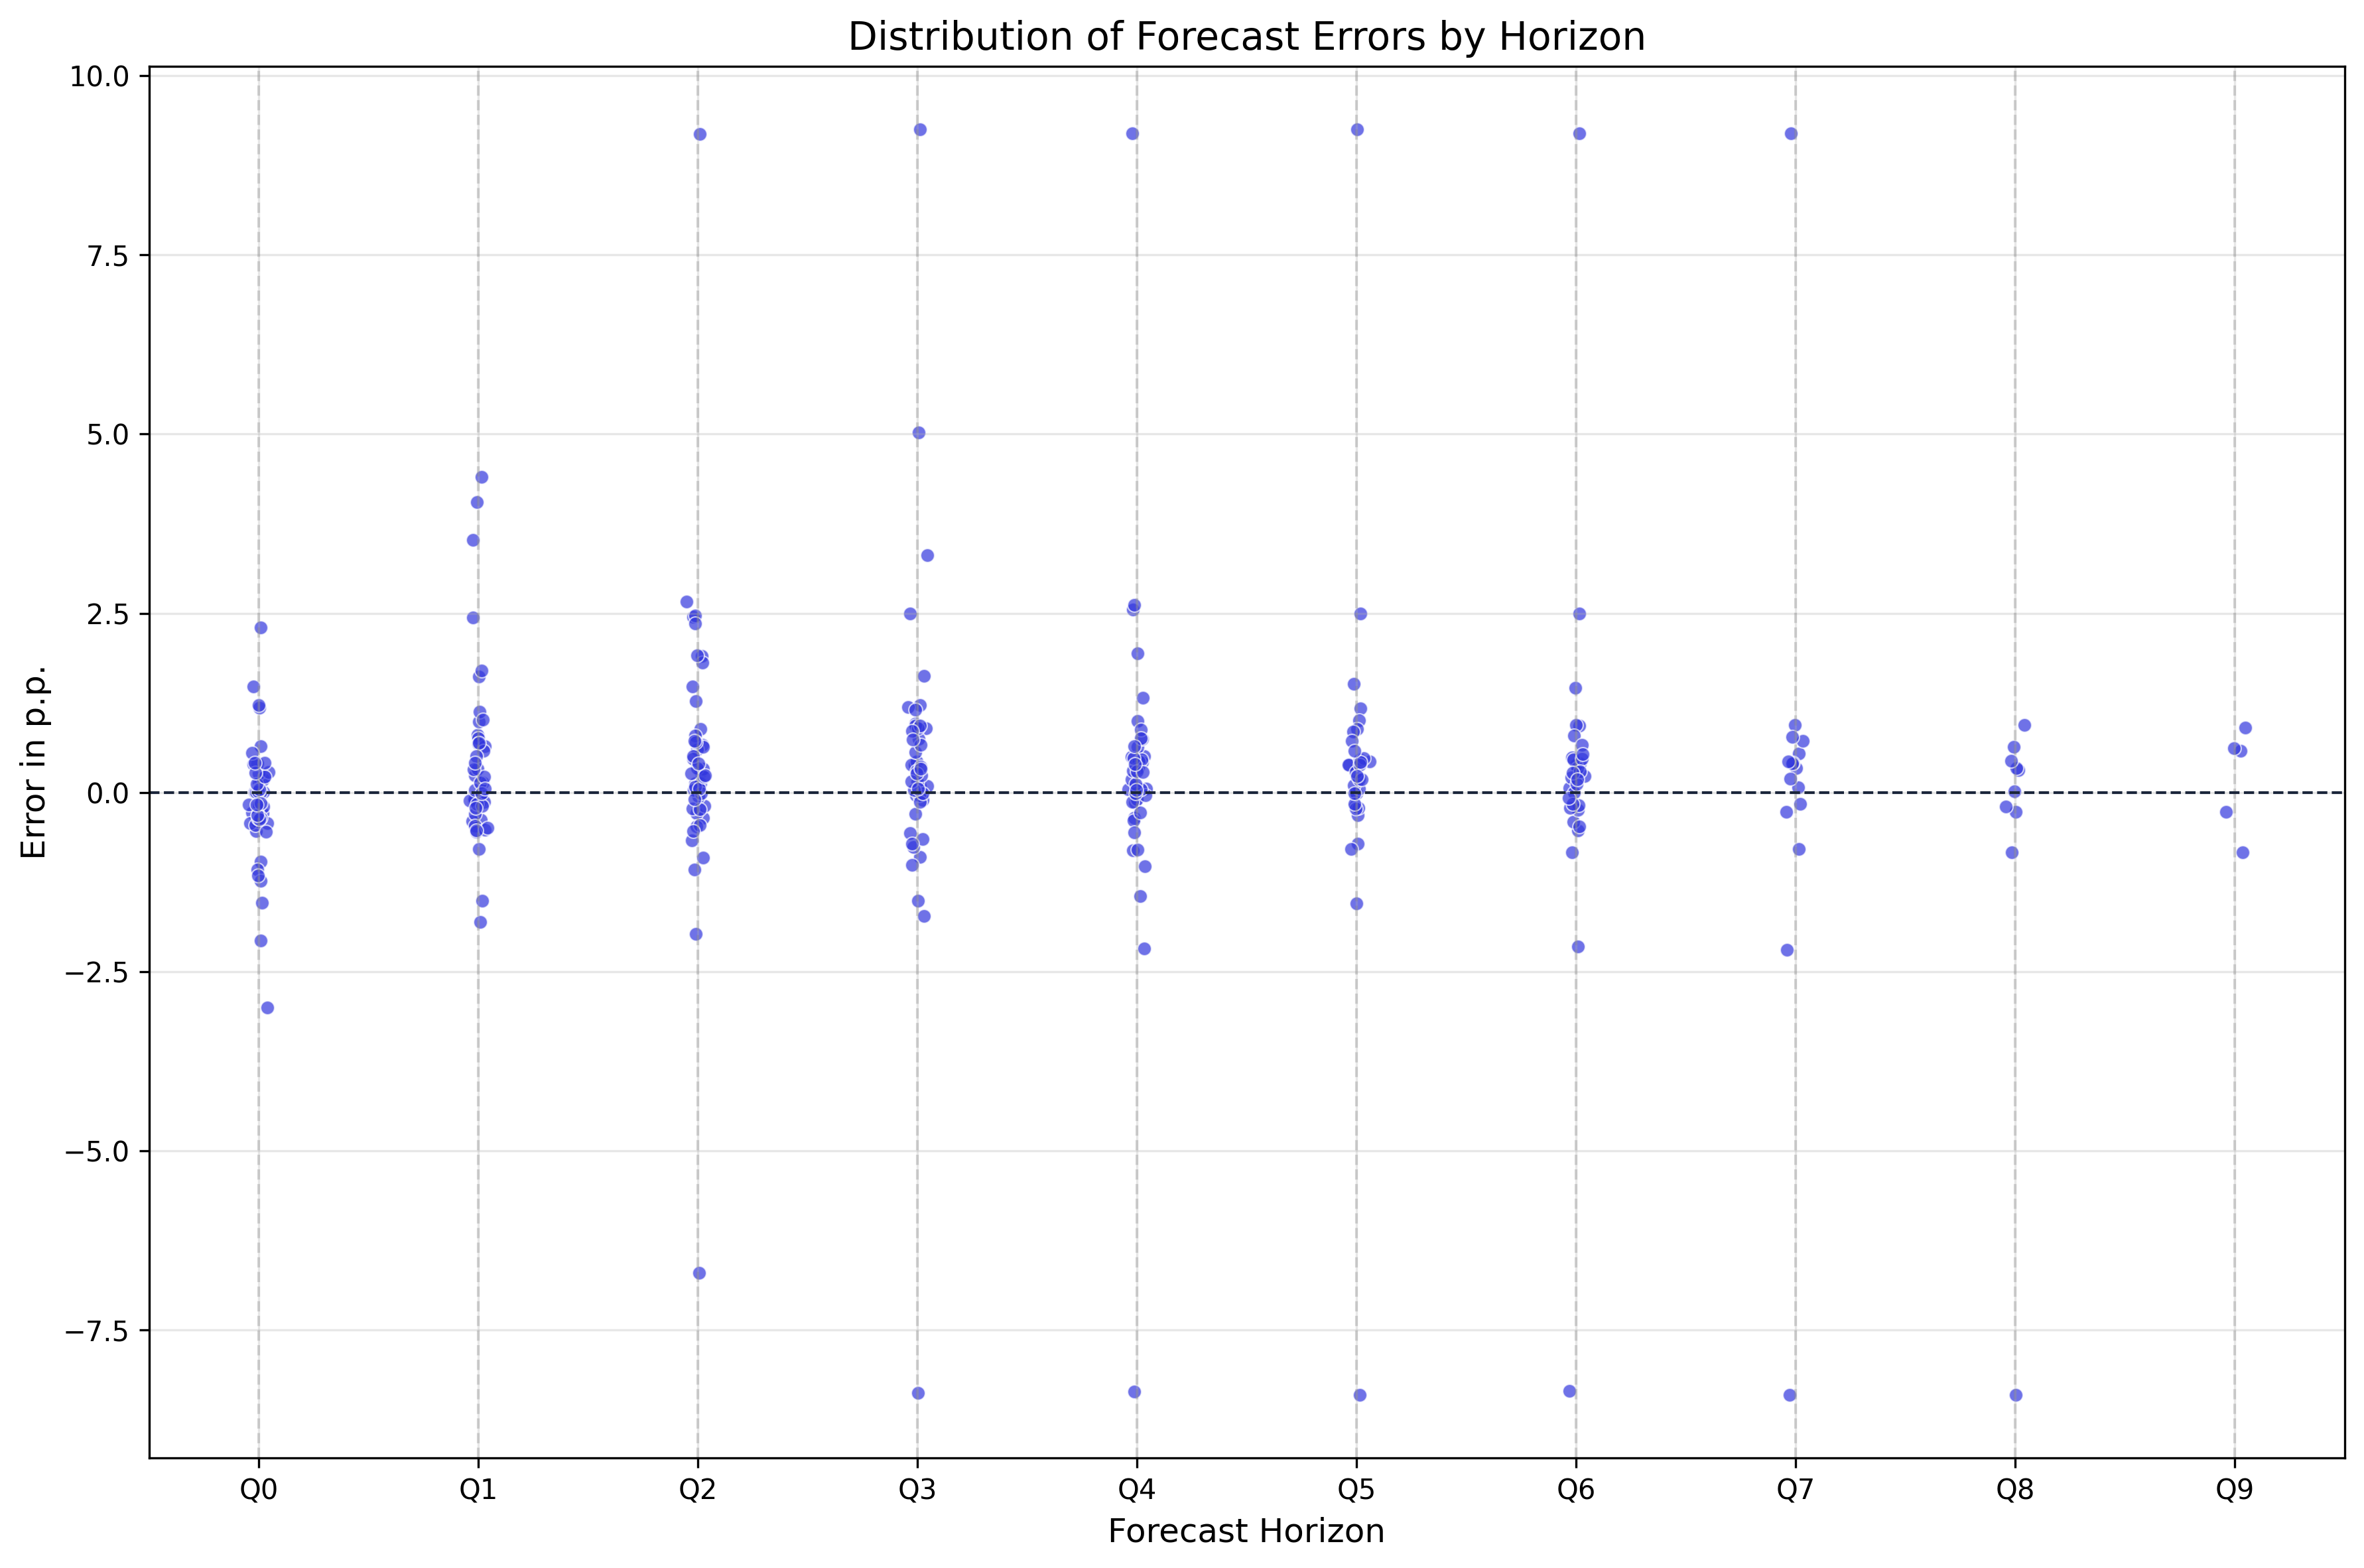 Distribution of Forecast Errors by Horizon
10.0
7.5
5.0
2.5
0.0
−2.5
−5.0
−7.5
Error in p.p.
Q0 Q1 Q2 Q3 Q4 Q5 Q6 Q7 Q8 Q9
Forecast Horizon